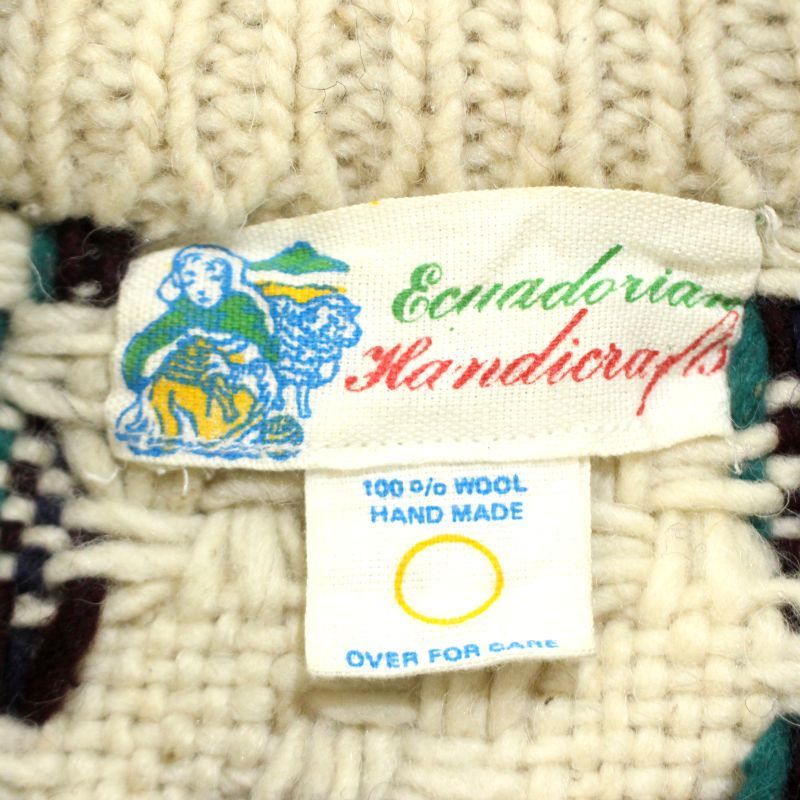 Ecuadorian
Handicrafts
100 % WOOL
HAND MADE
OVER FOR CARE